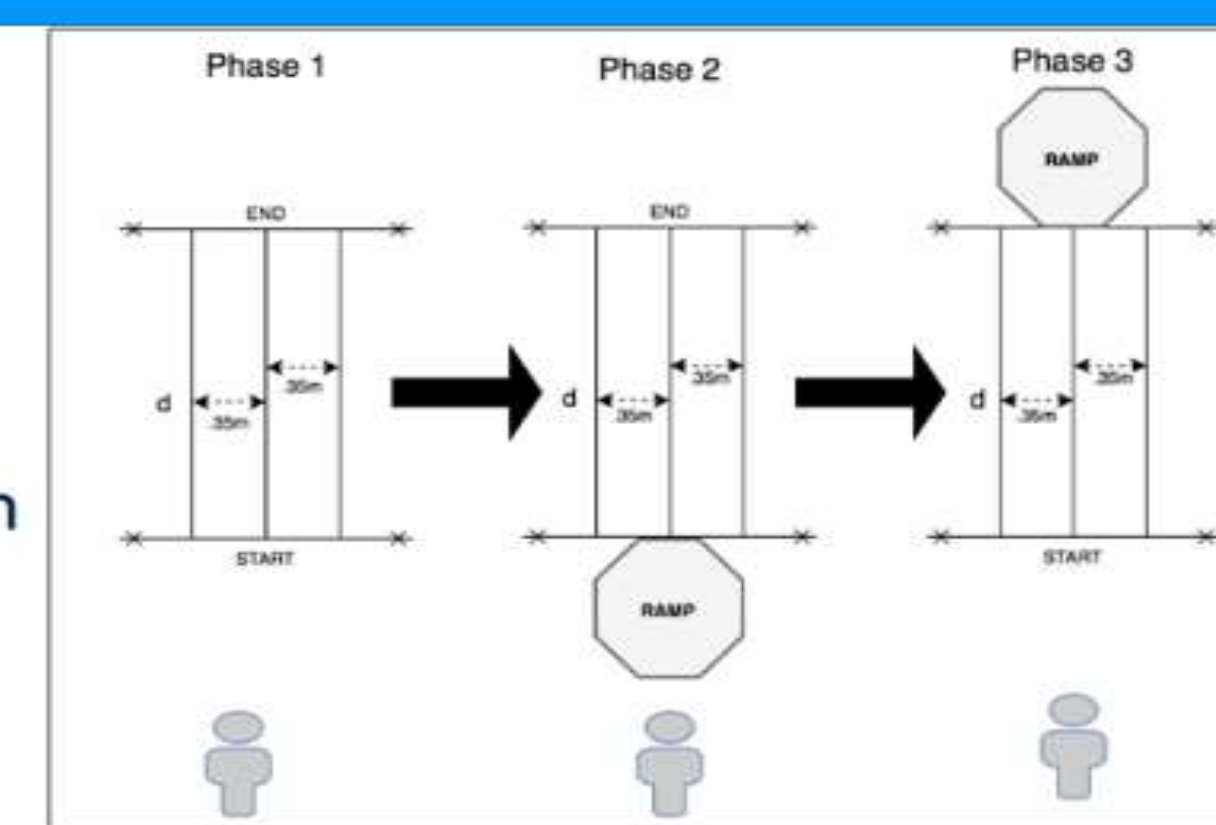 Phase 1
END
d
.35m
.35m
START
Phase 2
END
d
.35m
.35m
RAMP
Phase 3
RAMP
d
.35m
.35m
START
n